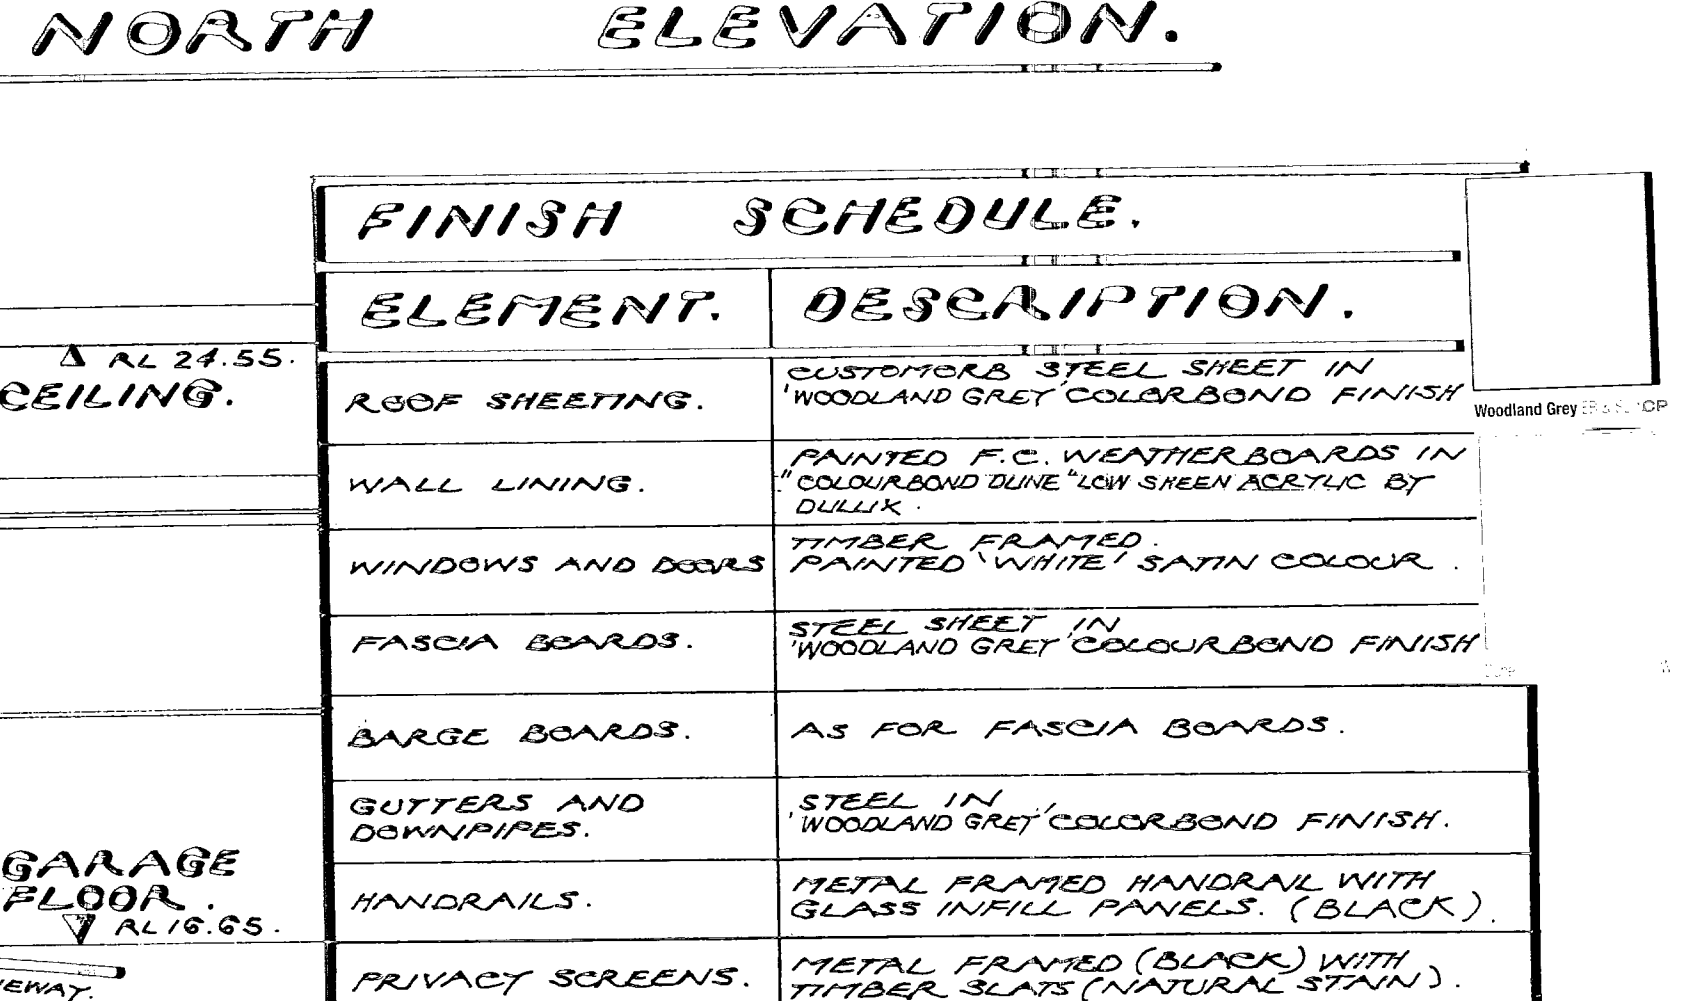 NORTH ELEVATION.
FINISH SCHEDULE.
ELEMENT. DESCRIPTION.
Δ RL 24.55.
CEILING.
ROOF SHEETING.
CUSTOMORB STEEL SHEET IN
'WOODLAND GREY' COLORBOND FINISH
Woodland Grey
WALL LINING.
PAINTED F.C. WEATHERBOARDS IN
"COLOURBOND DUNE" LOW SHEEN ACRYLIC BY
DULUX.
WINDOWS AND DOORS
TIMBER FRAMED.
PAINTED 'WHITE' SATIN COLOUR.
FASCIA BOARDS.
STEEL SHEET IN
'WOODLAND GREY' COLOURBOND FINISH
BARGE BOARDS.
AS FOR FASCIA BOARDS.
GUTTERS AND
DOWNPIPES.
STEEL IN
'WOODLAND GREY' COLORBOND FINISH.
GARAGE
FLOOR.
RL 16.65.
HANDRAILS.
METAL FRAMED HANDRAIL WITH
GLASS INFILL PANELS. (BLACK).
PRIVACY SCREENS.
METAL FRAMED (BLACK) WITH
TIMBER SLATS (NATURAL STAIN).
EWAY.